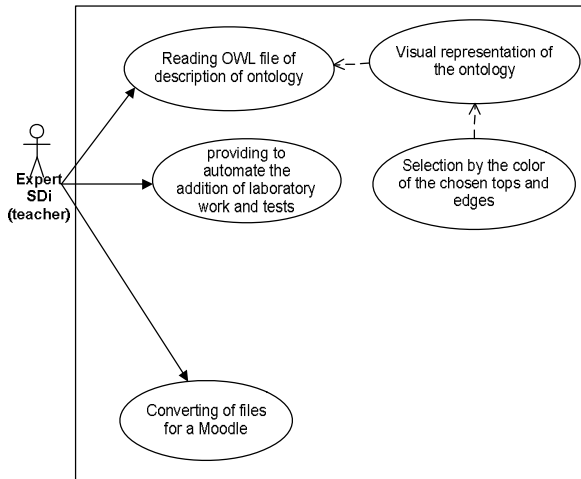 Reading OWL file of
description of ontology
Visual representation of
the ontology
Expert
SDi
(teacher)
providing to
automate the
addition of laboratory
work and tests
Selection by the color
of the chosen tops and
edges
Converting of files
for a Moodle